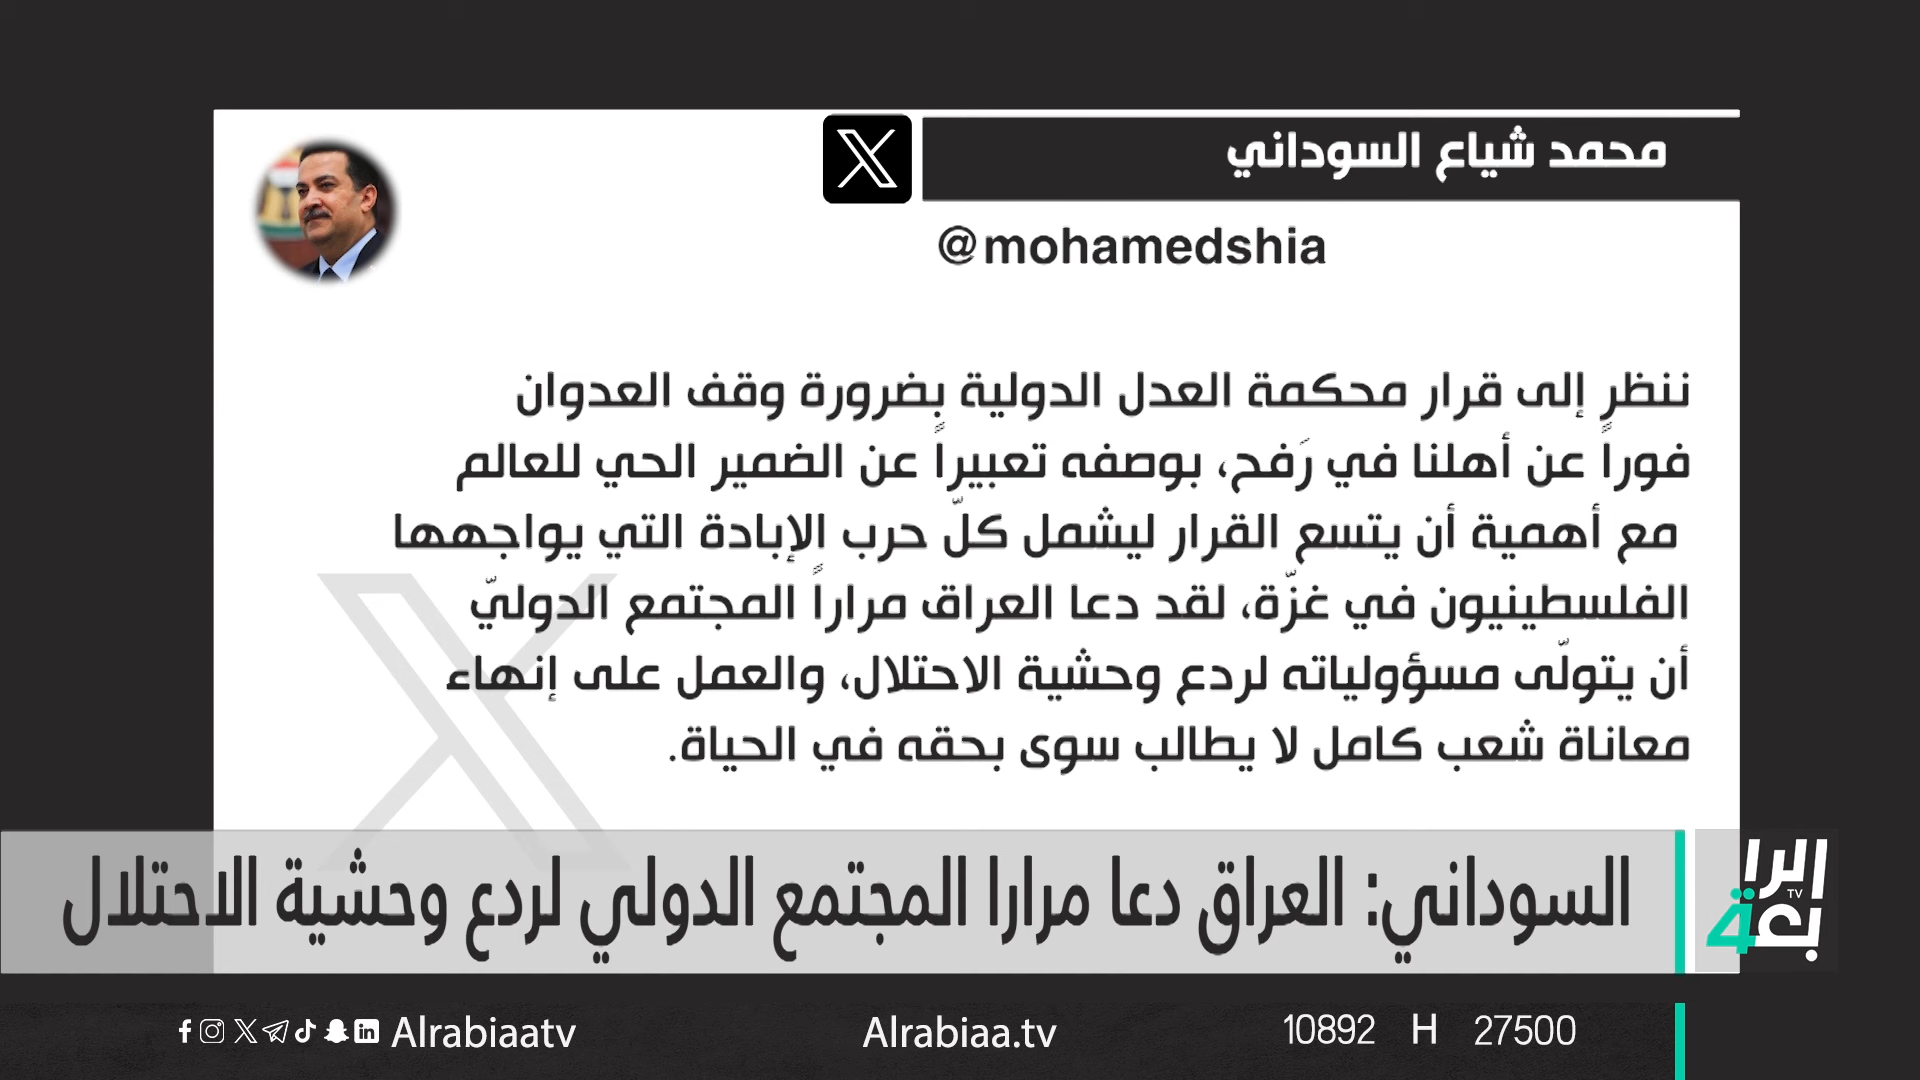 محمد شياع السوداني
@mohamedshia
ننظر إلى قرار محكمة العدل الدولية بضرورة وقف العدوان
فوراً عن أهلنا في رَفح، بوصفه تعبيراً عن الضمير الحي للعالم
مع أهمية أن يتسع القرار ليشمل كلّ حرب الإبادة التي يواجهها
الفلسطينيون في غزّة، لقد دعا العراق مراراً المجتمع الدوليّ
أن يتولّى مسؤولياته لردع وحشية الاحتلال، والعمل على إنهاء
معاناة شعب كامل لا يطالب سوى بحقه في الحياة.
السوداني: العراق دعا مرارا المجتمع الدولي لردع وحشية الاحتلال
الرا
TV
بعة
Alrabiaatv
Alrabiaa.tv
10892 H 27500